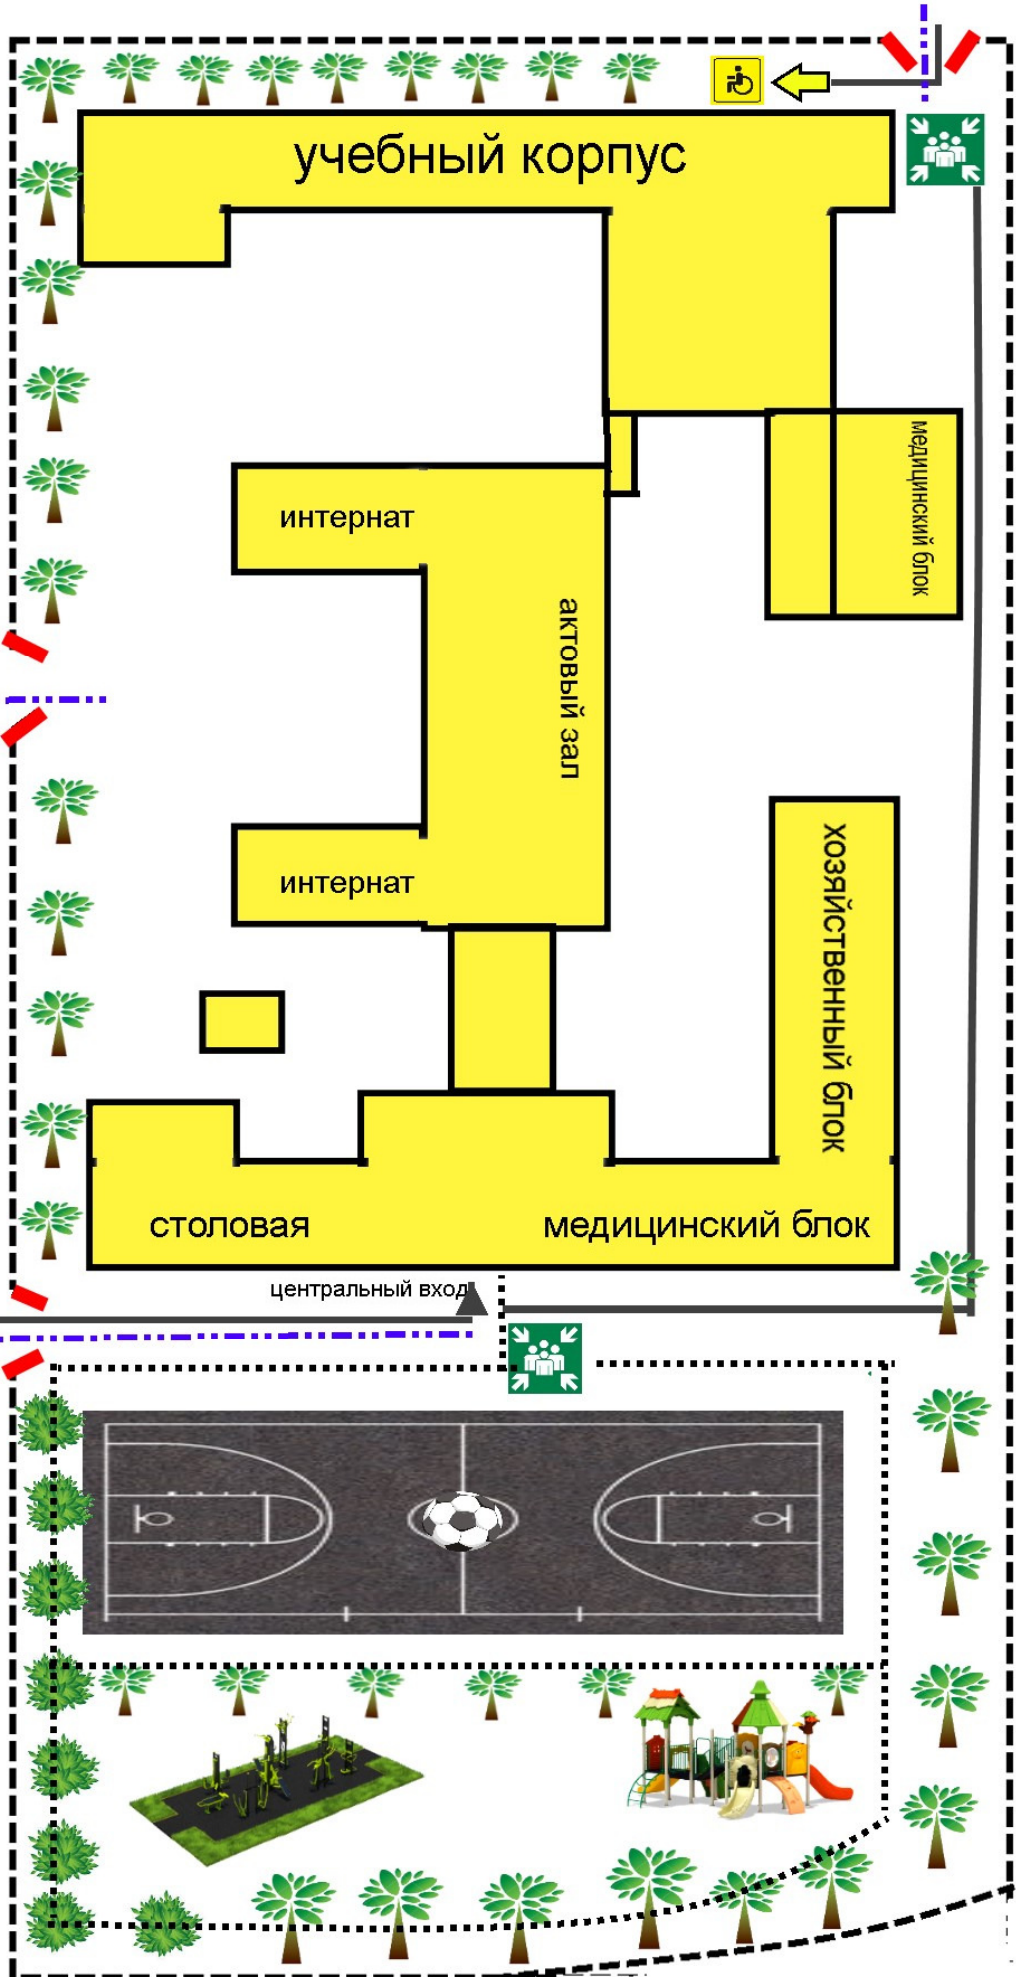 учебный корпус
медицинский блок
интернат
актовый зал
интернат
хозяйственный блок
столовая
медицинский блок
центральный вход